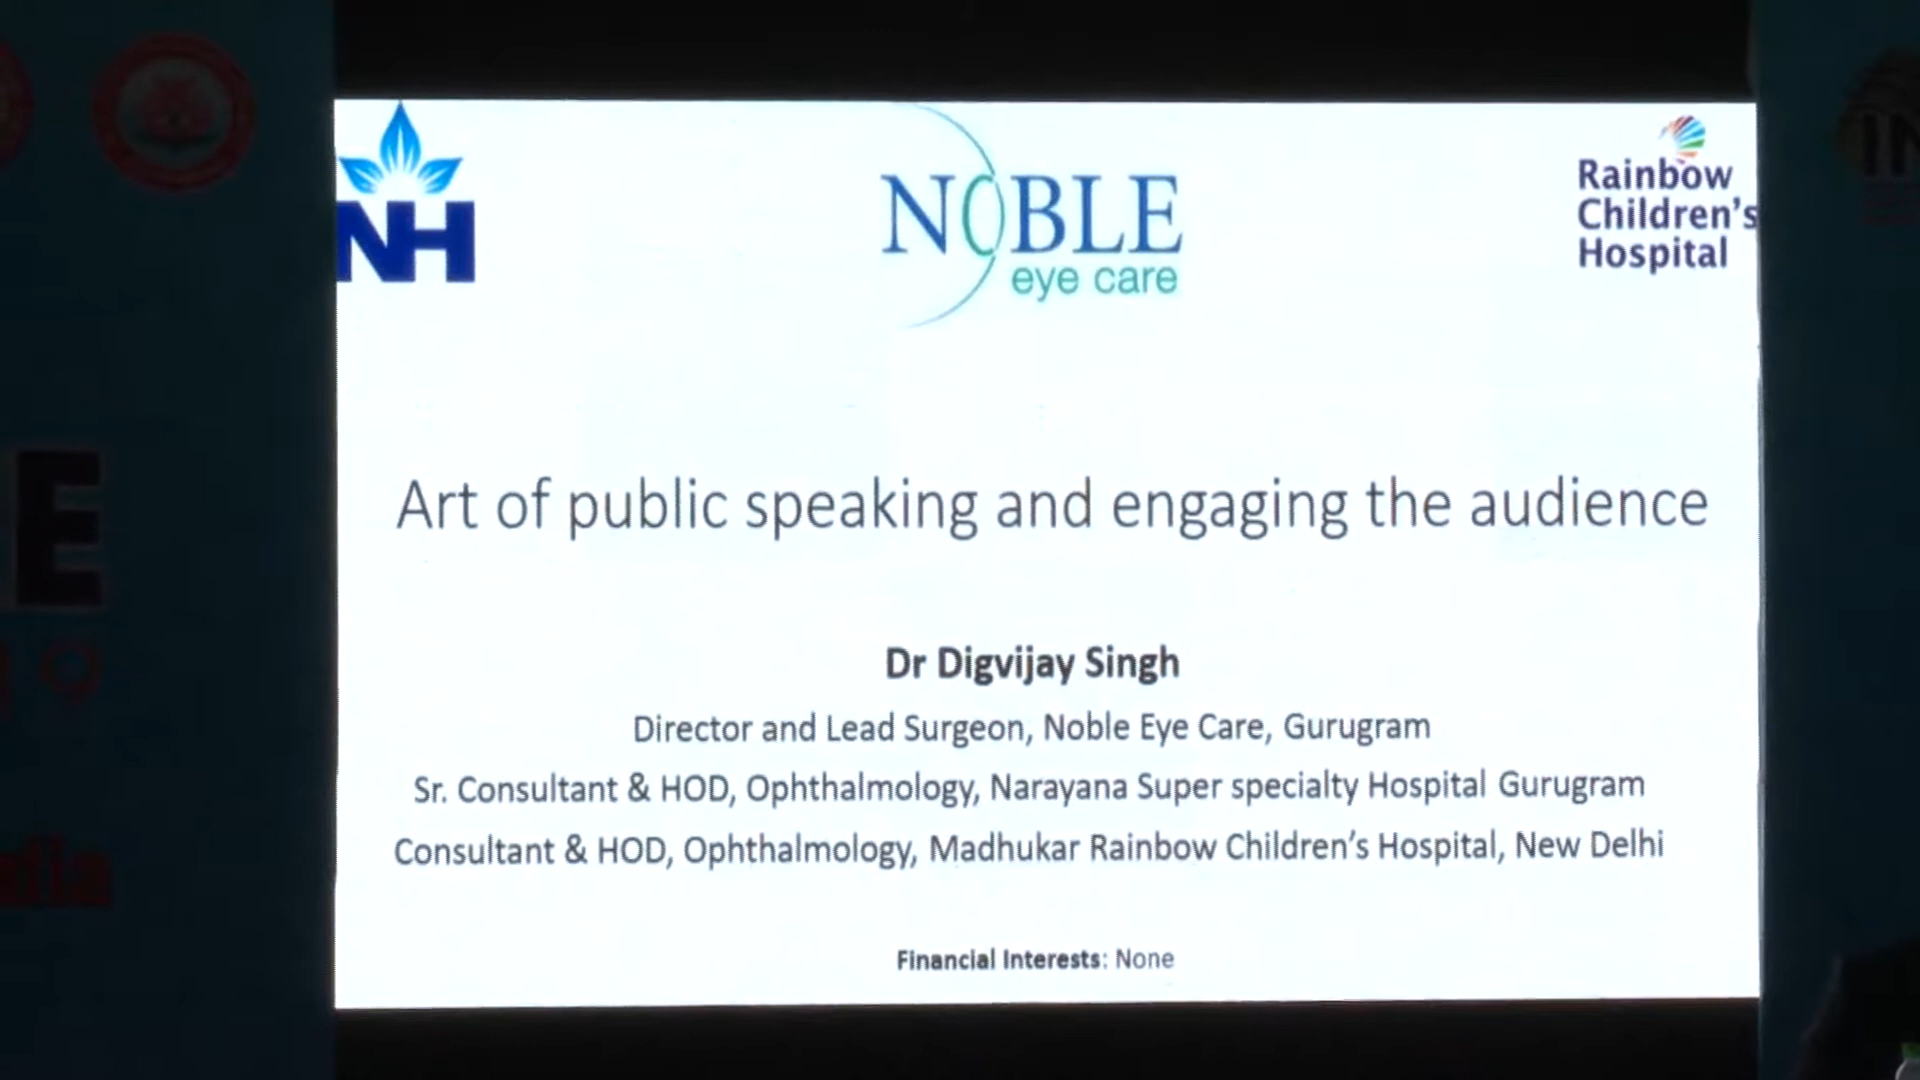 NH
NOBLE
eye care
Rainbow
Children's
Hospital
Art of public speaking and engaging the audience
Dr Digvijay Singh
Director and Lead Surgeon, Noble Eye Care, Gurugram
Sr. Consultant & HOD, Ophthalmology, Narayana Super specialty Hospital Gurugram
Consultant & HOD, Ophthalmology, Madhukar Rainbow Children's Hospital, New Delhi
Financial Interests: None
E